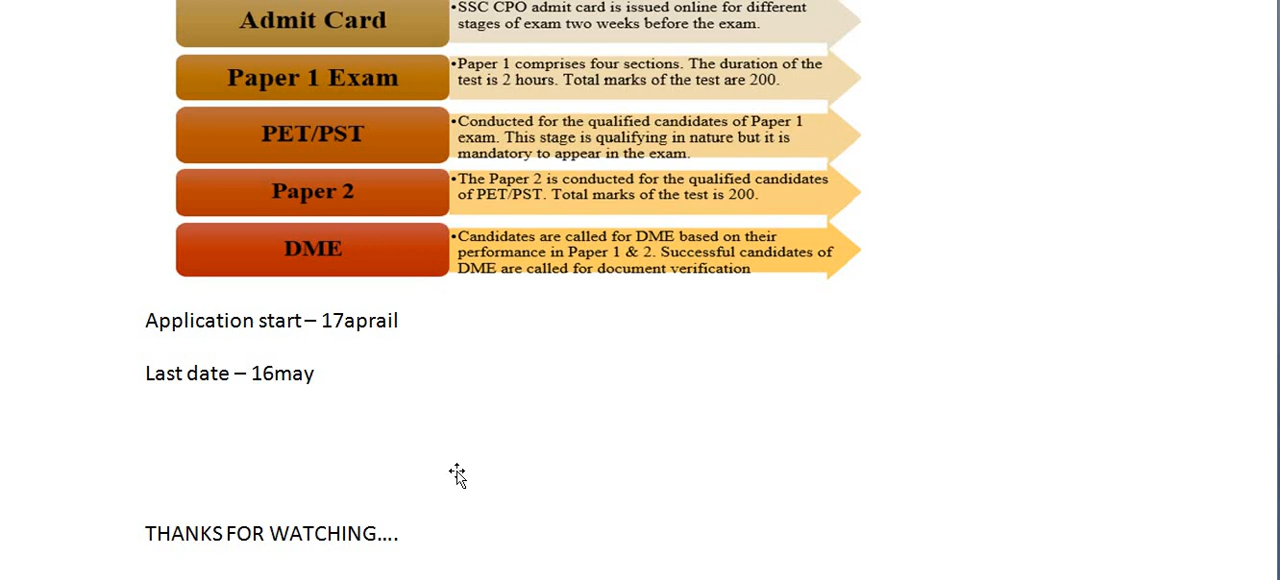 Admit Card
•SSC CPO admit card is issued online for different
stages of exam two weeks before the exam.
Paper 1 Exam
•Paper 1 comprises four sections. The duration of the
test is 2 hours. Total marks of the test are 200.
PET/PST
•Conducted for the qualified candidates of Paper 1
exam. This stage is qualifying in nature but it is
mandatory to appear in the exam.
Paper 2
•The Paper 2 is conducted for the qualified candidates
of PET/PST. Total marks of the test is 200.
DME
•Candidates are called for DME based on their
performance in Paper 1 & 2. Successful candidates of
DME are called for document verification
Application start – 17aprail
Last date – 16may
THANKS FOR WATCHING....